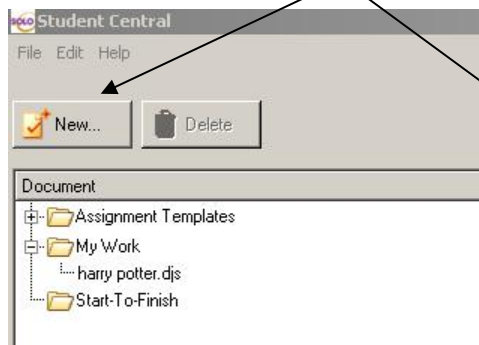 SOLO Student Central
File Edit Help
New... Delete
Document
Assignment Templates
My Work
harry potter.djs
Start-To-Finish